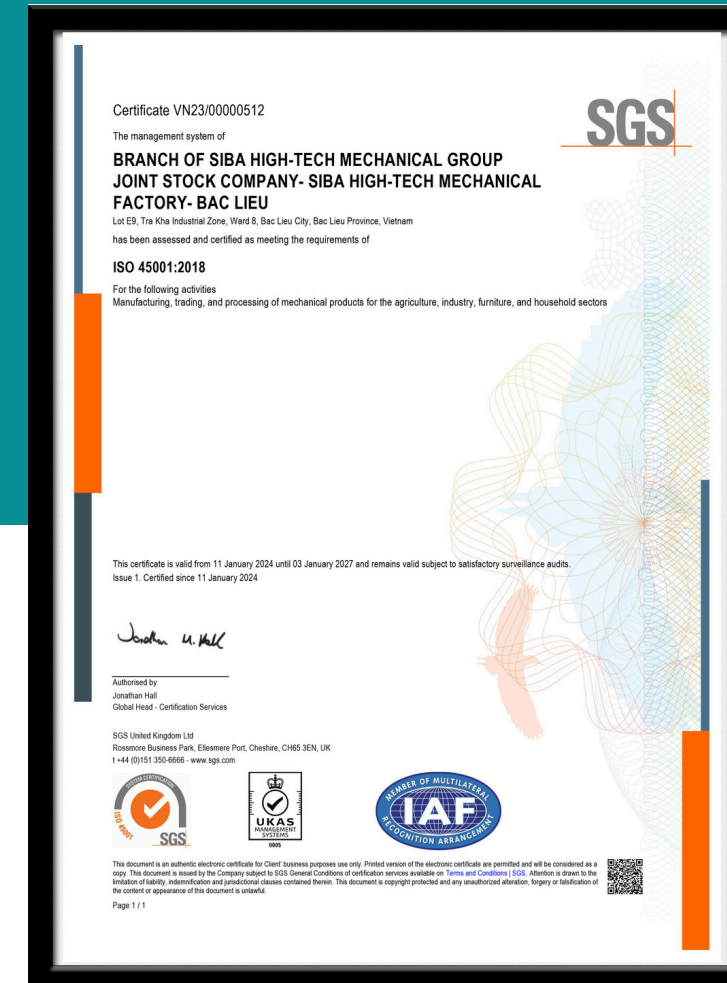 Certificate VN23/00000512
SGS
The management system of
BRANCH OF SIBA HIGH-TECH MECHANICAL GROUP
JOINT STOCK COMPANY- SIBA HIGH-TECH MECHANICAL
FACTORY- BAC LIEU
Lot E9, Tra Kha Industrial Zone, Ward 8, Bac Lieu City, Bac Lieu Province, Vietnam
has been assessed and certified as meeting the requirements of
ISO 45001:2018
For the following activities
Manufacturing, trading, and processing of mechanical products for the agriculture, industry, furniture, and household sectors
This certificate is valid from 11 January 2024 until 03 January 2027 and remains valid subject to satisfactory surveillance audits.
Issue 1. Certified since 11 January 2024
Jonathan M. Hall
Authorised by
Jonathan Hall
Global Head - Certification Services
SGS United Kingdom Ltd
Rossmore Business Park, Ellesmere Port, Cheshire, CH65 3EN, UK
t +44 (0)151 350-6666 - www.sgs.com
SYSTEM CERTIFICATION
ISO 45001
SGS
UKAS
MANAGEMENT
SYSTEMS
0005
MEMBER OF MULTILATERAL
IAF
RECOGNITION ARRANGEMENT
This document is an authentic electronic certificate for Client' business purposes use only. Printed version of the electronic certificate are permitted and will be considered as a
copy. This document is issued by the Company subject to SGS General Conditions of certification services available on Terms and Conditions | SGS. Attention is drawn to the
limitation of liability, indemnification and jurisdictional clauses contained therein. This document is copyright protected and any unauthorized alteration, forgery or falsification of
the content or appearance of this document is unlawful.
Page 1 / 1